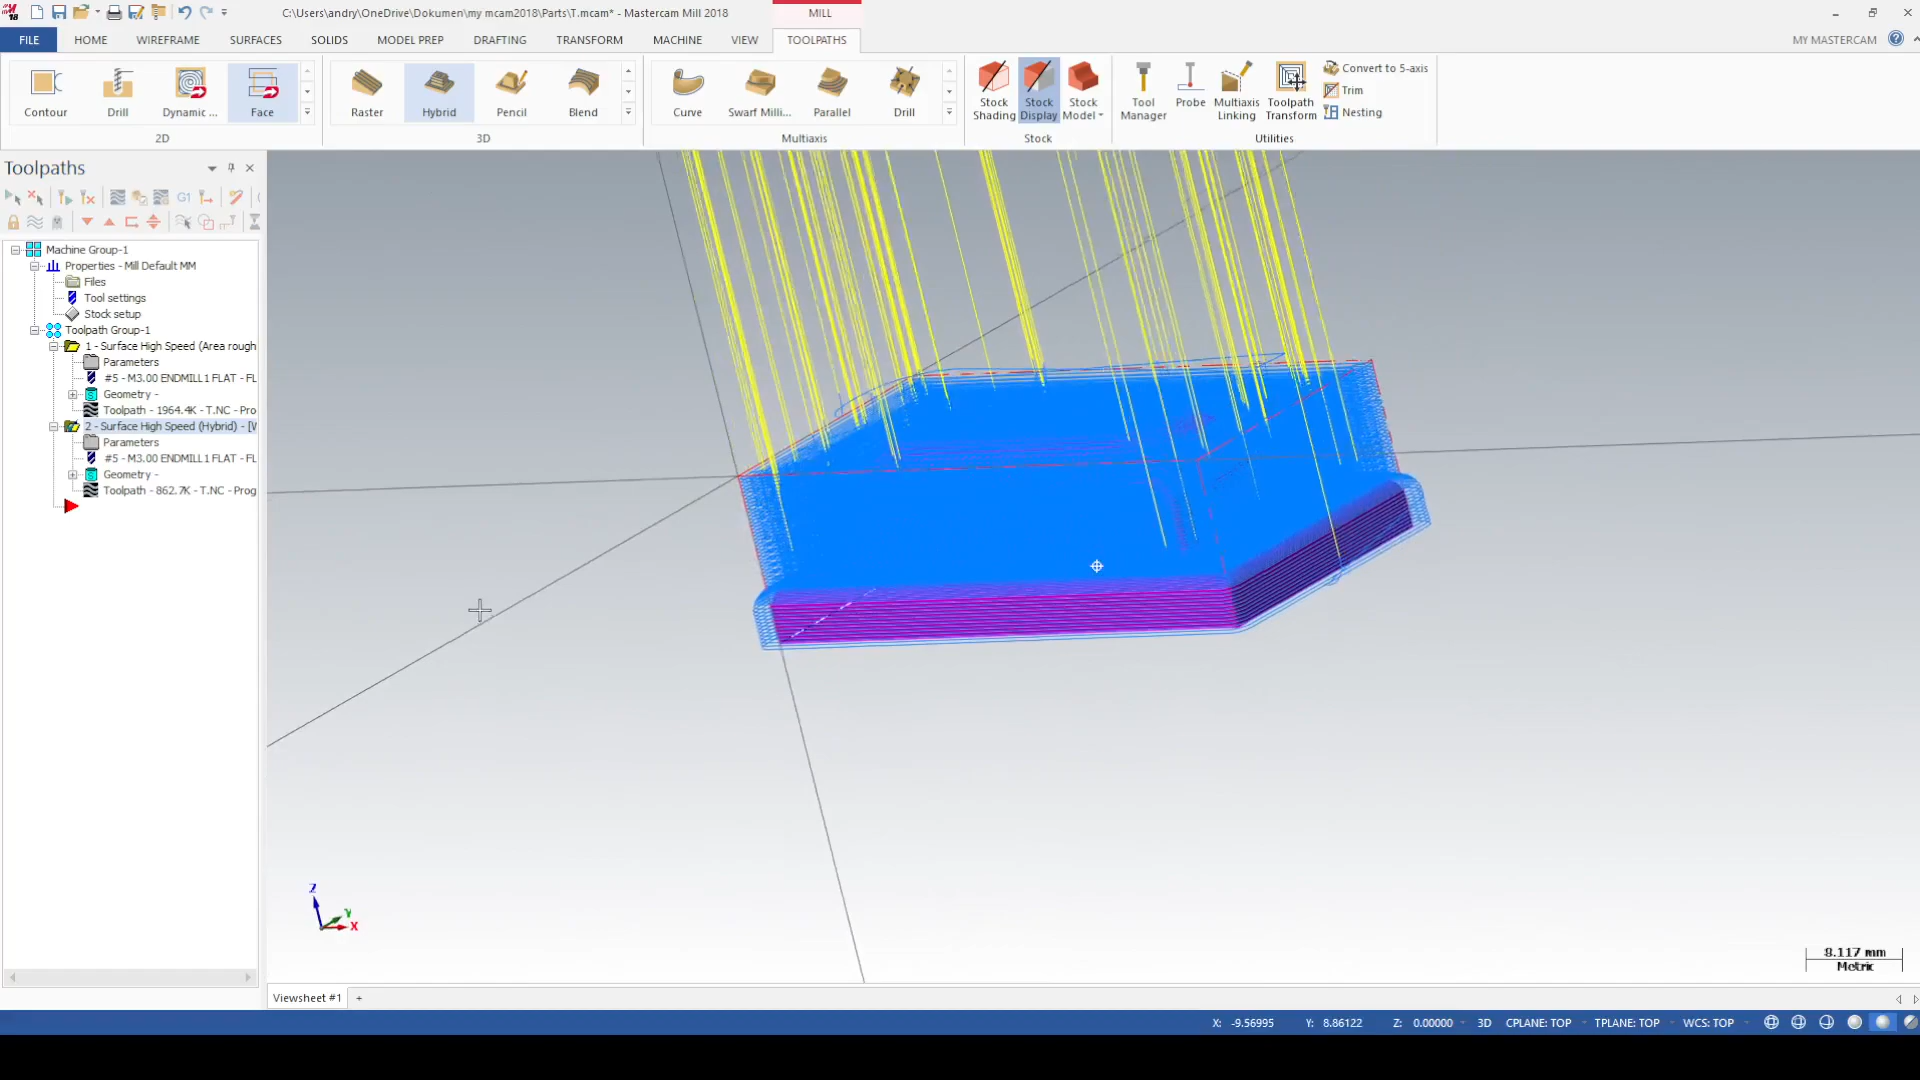 C:\Users\andry\OneDrive\Dokumen\my mcam2018\Parts\T.mcam* - Mastercam Mill 2018
MILL
FILE HOME WIREFRAME SURFACES SOLIDS MODEL PREP DRAFTING TRANSFORM MACHINE VIEW TOOLPATHS MY MASTERCAM
Contour Drill Dynamic ... Face Raster Hybrid Pencil Blend Curve Swarf Milli... Parallel Drill
Stock Shading Stock Display Stock Model Tool Manager Probe Multiaxis Linking Toolpath Transform
Convert to 5-axis
Trim
Nesting
2D 3D Multiaxis Stock Utilities
Toolpaths
G1
Machine Group-1
Properties - Mill Default MM
Files
Tool settings
Stock setup
Toolpath Group-1
1 - Surface High Speed (Area rough
Parameters
#5 - M3.00 ENDMILL1 FLAT - FL
Geometry -
Toolpath - 1964.4K - T.NC - Pro
2 - Surface High Speed (Hybrid) - [W
Parameters
#5 - M3.00 ENDMILL1 FLAT - FL
Geometry -
Toolpath - 862.7K - T.NC - Prog
Z
Y
X
8.117 mm
Metric
Viewsheet #1 +
X: -9.56995 Y: 8.86122 Z: 0.00000 3D CPLANE: TOP TPLANE: TOP WCS: TOP